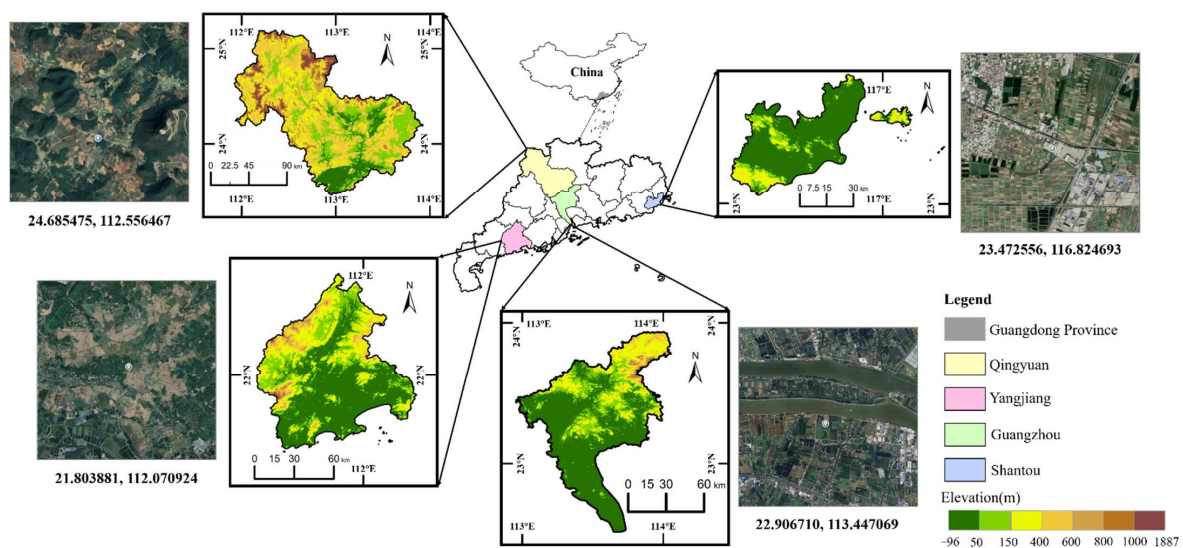 112°E 113°E 114°E
25°N
25°N
N
24°N
24°N
0 22.5 45 90 km
112°E 113°E 114°E
24.685475, 112.556467
China
117°E
N
0 7.5 15 30 km
23°N
23°N
117°E
23.472556, 116.824693
112°E
N
22°N
22°N
0 15 30 60 km
112°E
21.803881, 112.070924
113°E 114°E
24°N
24°N
N
23°N
23°N
0 15 30 60 km
113°E 114°E
22.906710, 113.447069
Legend
Guangdong Province
Qingyuan
Yangjiang
Guangzhou
Shantou
Elevation(m)
−96 50 150 400 600 800 1000 1887